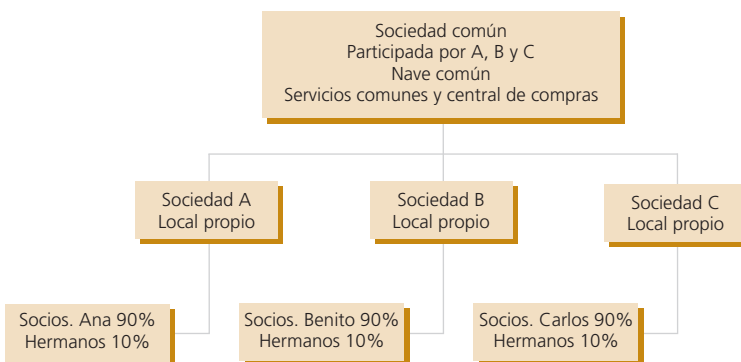 Sociedad común
Participada por A, B y C
Nave común
Servicios comunes y central de compras
Sociedad A
Local propio
Sociedad B
Local propio
Sociedad C
Local propio
Socios. Ana 90%
Hermanos 10%
Socios. Benito 90%
Hermanos 10%
Socios. Carlos 90%
Hermanos 10%